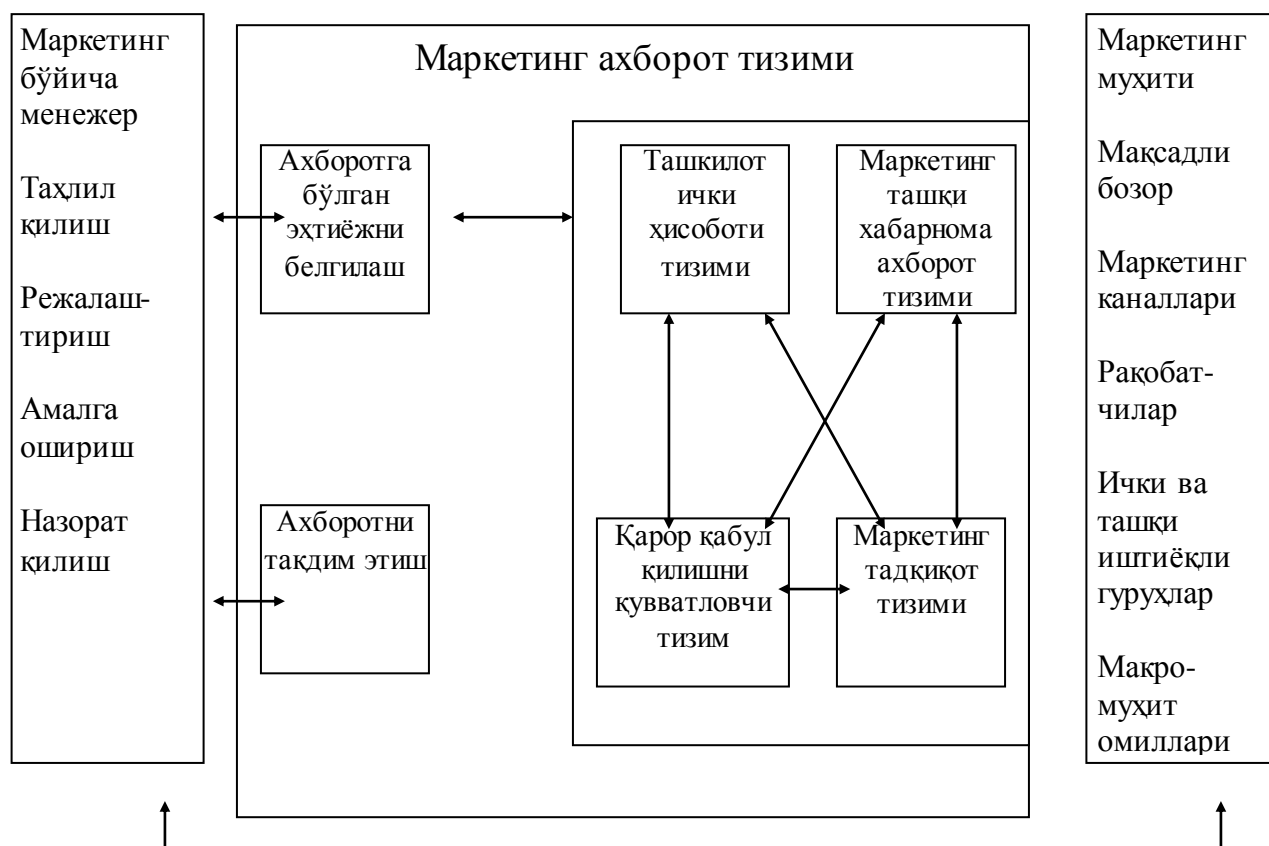 Маркетинг
бўйича
менежер
Таҳлил
қилиш
Режалаш-
тириш
Амалга
ошириш
Назорат
қилиш
Маркетинг ахборот тизими
Ахборотга
бўлган
эҳтиёжни
белгилаш
Ахборотни
тақдим этиш
Ташкилот
ички
ҳисоботи
тизими
Маркетинг
ташқи
хабарнома
ахборот
тизими
Қарор қабул
қилишни
қувватловчи
тизим
Маркетинг
тадқиқот
тизими
Маркетинг
муҳити
Мақсадли
бозор
Маркетинг
каналлари
Рақобат-
чилар
Ички ва
ташқи
иштиёқли
гуруҳлар
Макро-
муҳит
омиллари